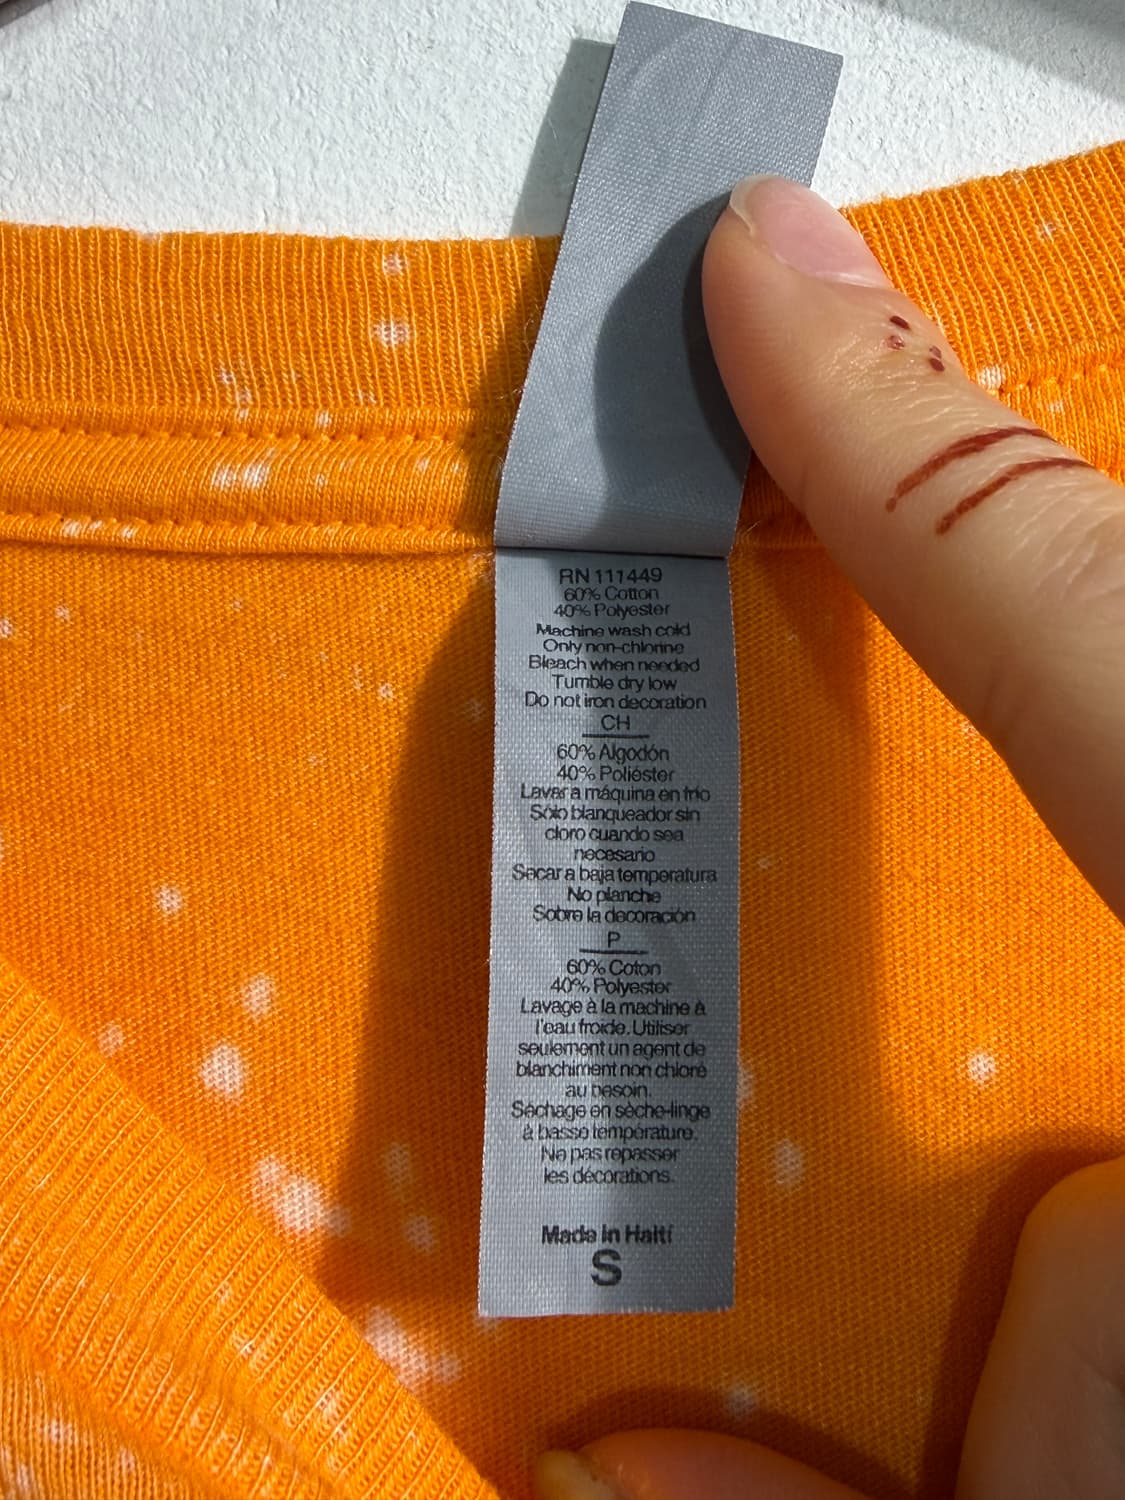 RN 111449
60% Cotton
40% Polyester
Machine wash cold
Only non-chlorine
Bleach when needed
Tumble dry low
Do not iron decoration
CH
60% Algodón
40% Poliéster
Lavar a máquina en frío
Sólo blanqueador sin
cloro cuando sea
necesario
Secar a baja temperatura
No planche
Sobre la decoración
P
60% Coton
40% Polyester
Lavage à la machine à
l'eau froide. Utiliser
seulement un agent de
blanchiment non chloré
au besoin.
Séchage en sèche-linge
à basse température.
Ne pas repasser
les décorations.
Made in Haití
S